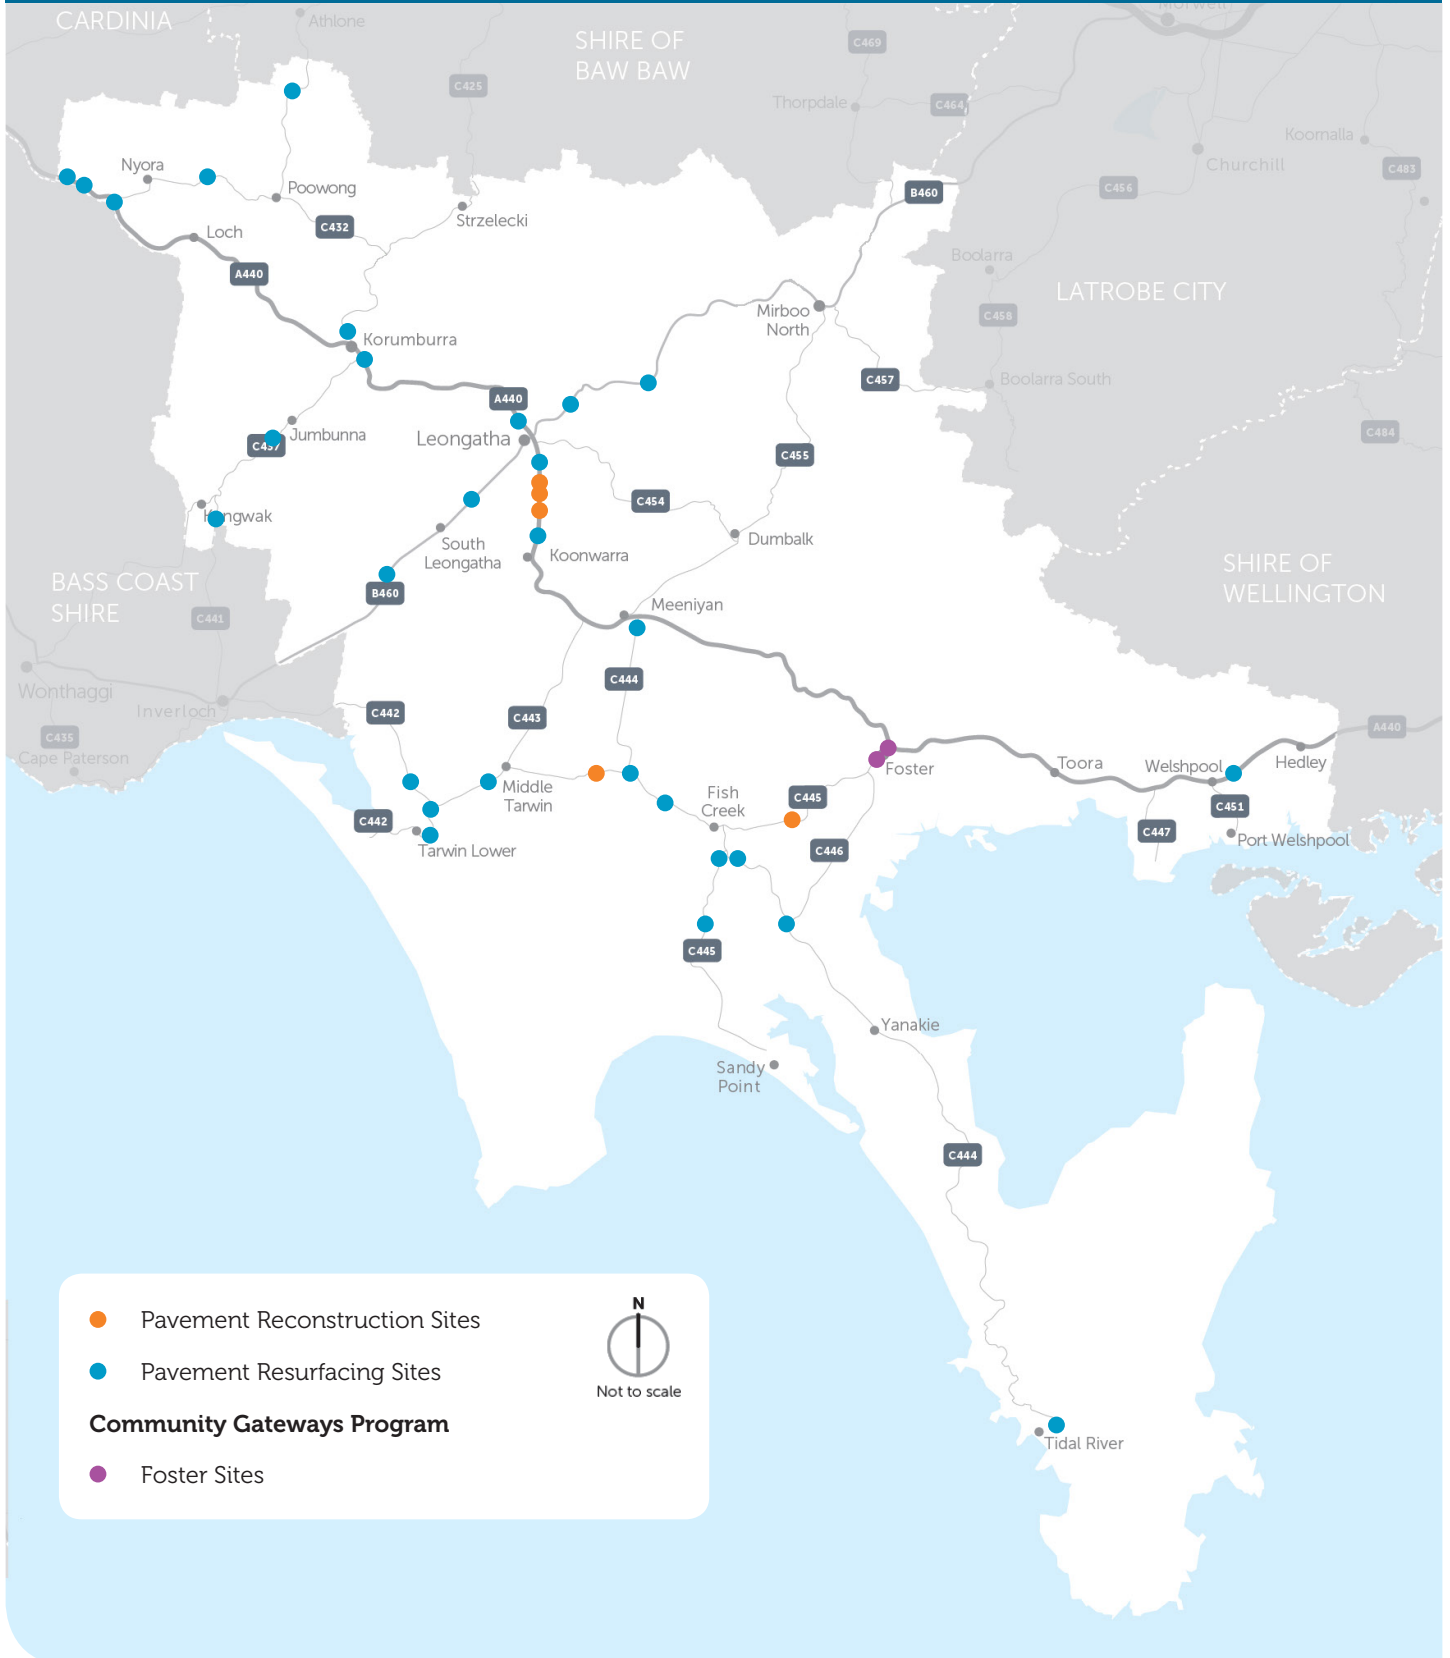 CARDINIA
Athlone
SHIRE OF
BAW BAW
C469
Morwell
C425
Thorpdale
C464
Koornalla
Churchill
C483
C456
Nyora
Poowong
C432
Strzelecki
B460
Loch
A440
Boolarra
LATROBE CITY
C458
Mirboo
North
Korumburra
C457
Boolarra South
A440
Jumbunna
Leongatha
C484
C455
C454
Dumbalk
South
Leongatha
Koonwarra
BASS COAST
SHIRE
C441
B460
SHIRE OF
WELLINGTON
Meeniyan
Wonthaggi
Inverloch
C444
C442
C443
C435
Cape Paterson
A440
Middle
Tarwin
Foster
Toora
Welshpool
Hedley
Fish
Creek
C445
C451
C442
Tarwin Lower
C446
C447
Port Welshpool
C445
Yanakie
Sandy
Point
C444
Pavement Reconstruction Sites
Pavement Resurfacing Sites
Community Gateways Program
Foster Sites
N
Not to scale
Tidal River